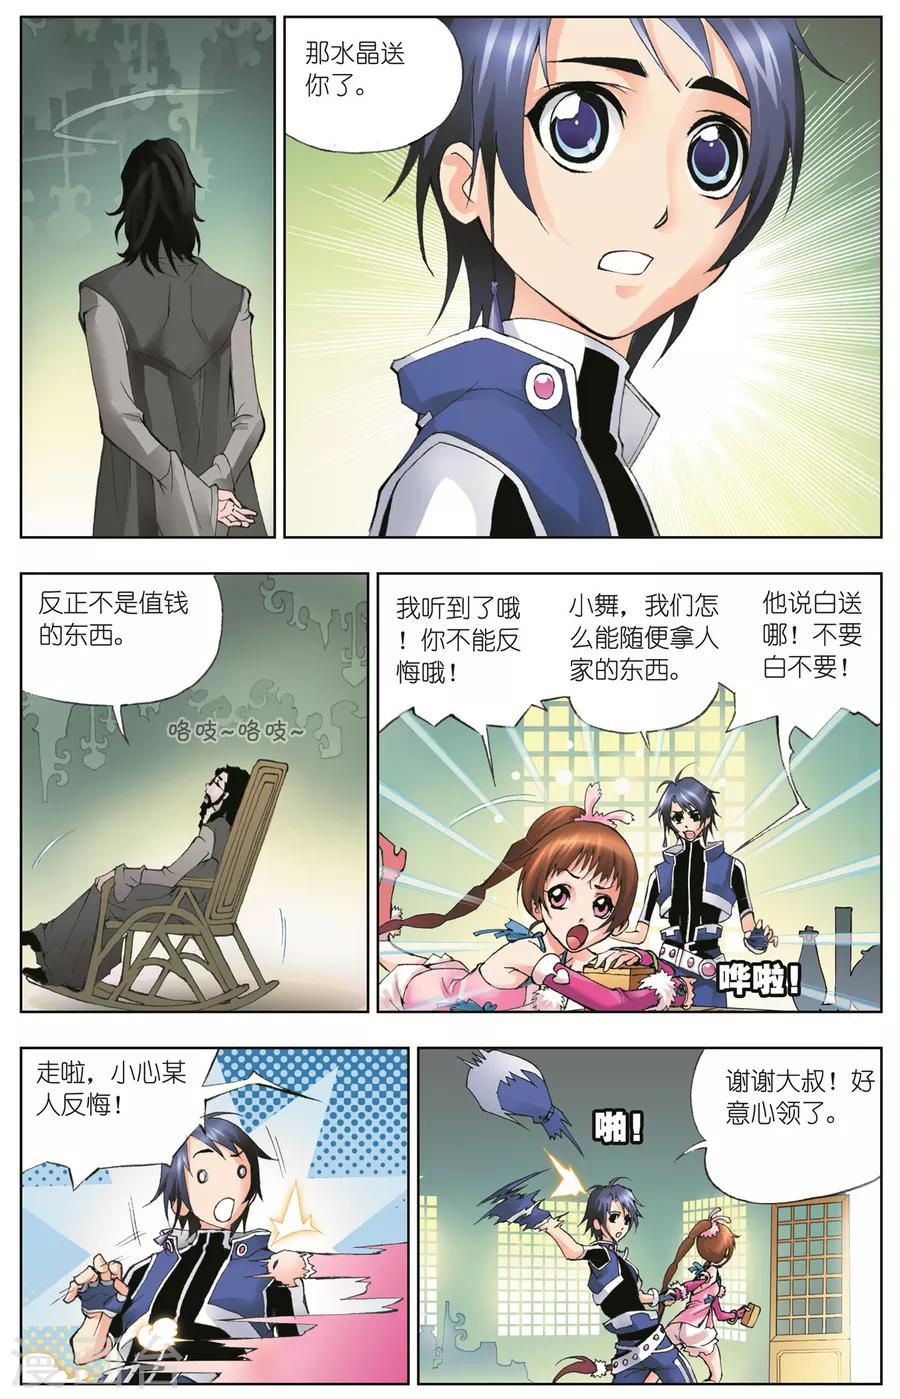 那水晶送
你了。
反正不是值钱
的东西。
咯吱~咯吱~
我听到了哦
！你不能反
悔哦！
小舞，我们怎
么能随便拿人
家的东西。
他说白送
哪！不要
白不要！
哗啦！
走啦，小心某
人反悔！
谢谢大叔！好
意心领了。
啪！
漫画台